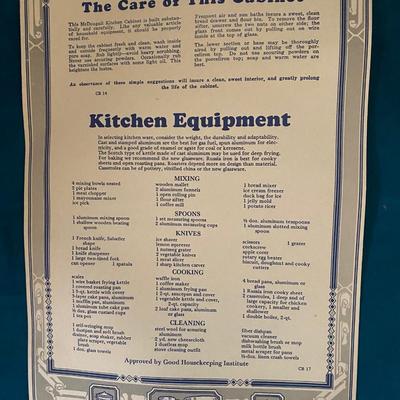 The Care of This Cabinet
This McDougall Kitchen Cabinet is built substan-
tially and carefully. Like any valuable article
of household equipment, it should be properly
cared for.
To keep the cabinet fresh and clean, wash inside
and outside frequently with warm water and
pure soap. Rub lightly—avoid heavy scrubbing.
Never use scouring powders. Occasionally rub
the varnished surfaces with some light oil. This
heightens the lustre.
Frequent air and sun baths insure a sweet, clean
bread drawer and flour bin. To remove the flour
sifter, unscrew the two nuts on either side; the
glass front comes out by pulling out on wire
inside at the top of glass.
The lower section or base may be thoroughly
aired by pulling out and lifting off the por-
celiron top. Do not use scouring powders on
the porceliron top; soap and warm water are
best.
An observance of these simple suggestions will insure a clean, sweet interior, and greatly prolong
the life of the cabinet.
CB 14
Kitchen Equipment
In selecting kitchen ware, consider the weight, the durability and adaptability.
Cast and stamped aluminum are the best for gas fuel, spun aluminum for elec-
tricity, and a good grade of enamel or agate for coal or kerosene.
The Scotch type of kettle made of cast aluminum may be used for deep frying.
For baking we recommend the new glassware. Russia iron is best for cooky
sheets and open roasting pans. Roasters depend more on design than material.
Casseroles can be of pottery, vitrified china or the new glassware.
MIXING
4 mixing bowls nested
2 pie plates
1 meat chopper
1 mayonnaise mixer
ice pick
wooden mallet
2 aluminum funnels
1 open rolling pin
1 flour sifter
1 coffee mill
1 bread mixer
ice cream freezer
duck bag for ice
1 jelly mold
1 potato ricer
SPOONS
1 aluminum mixing spoons
1 shallow wooden beating
spoon
1 set measuring spoons
2 aluminum measuring cups
½ doz. aluminum teaspoons
1 aluminum slotted mixing
spoon
KNIVES
1 French knife, Sabatier
shape
1 bread knife
1 knife sharpener
1 large two-tined fork
can opener 1 spatula
ice shaver
lemon squeezer
1 nutmeg grater
1 vegetable knife
1 meat slicer
1 sharp kitchen carver
scissors 1 grater
corkscrew
apple corer
rotary egg beater
biscuit, doughnut and cooky
cutters
COOKING
scales
1 wire basket frying kettle
1 covered roasting pan
5-qt. kettle with cover
3-layer cake pans, aluminum
1 muffin pan, aluminum
1 aluminum tube cake pan
½ doz. glass custard cups
1 tea pot
waffle iron
1 coffee maker
2 aluminum frying pan
2-qt. saucepan and cover
1 vegetable kettle and cover,
2-qt. capacity
2 loaf cake pans, aluminum
or glass
4 bread pans, aluminum or
glass
1 Russia iron cooky sheet
2 casseroles, 1 deep and of
large capacity for chicken
cookery, 1 smaller and
shallower
1 double boiler, 2-qt.
CLEANING
1 self-wringing mop
1 dustpan and soft brush
dishpan, soap shaker, rubber
plate scraper, vegetable
brush
1 doz. glass towels
steel wool for scouring
aluminum
2 yd. new cheesecloth
1 dustless mop
stove cleaning outfit
fiber dishpan
vacuum cleaner
dishwashing brush or mop
milk bottle brush
metal scraper for pans
½-doz. linen crash towels
Approved by Good Housekeeping Institute
CB 17